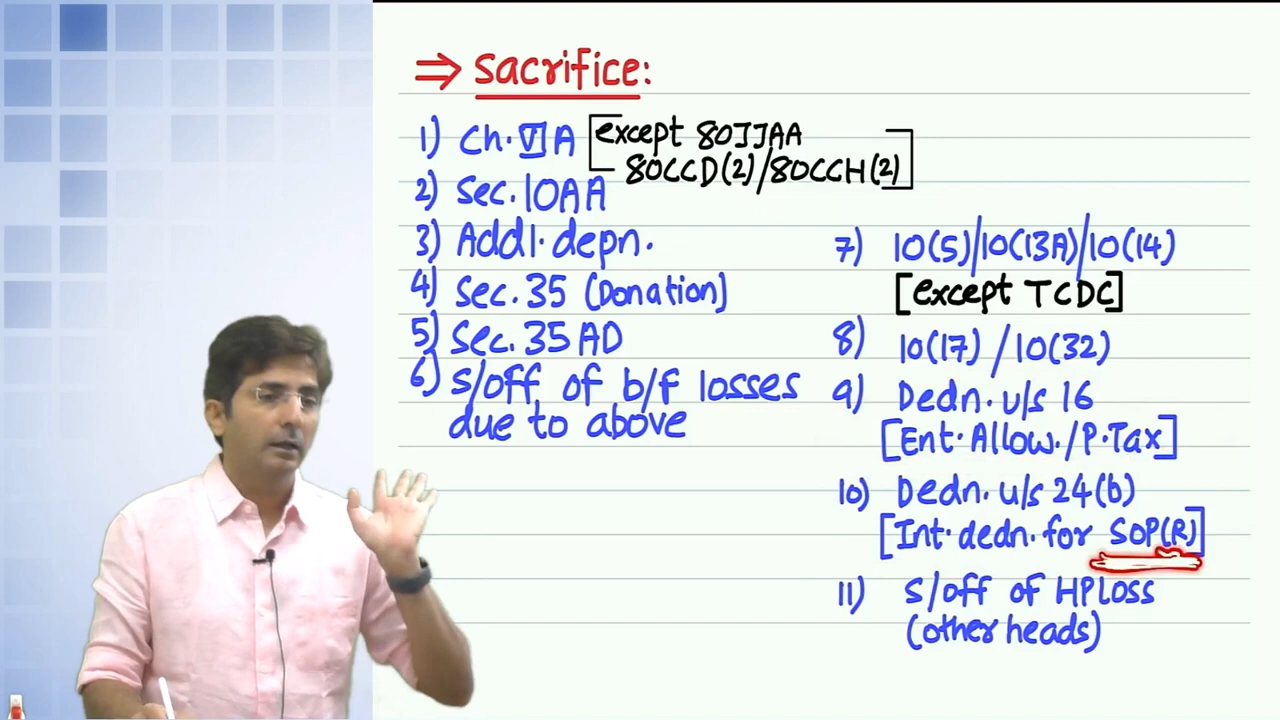 ⇒ Sacrifice:
1) Ch. VI A [except 80JJAA
80CCD(2)/80CCH(2)]
2) Sec. 10AA
3) Addl. depn.
4) Sec. 35 (Donation)
5) Sec. 35 AD
6) S/off of b/f losses
due to above
7) 10(5)/10(13A)/10(14)
[except TCDC]
8) 10(17) / 10(32)
9) Dedn. u/s 16
[Ent. Allow. / P. Tax]
10) Dedn. u/s 24(b)
[Int. dedn. for SOP(R)]
11) S/off of HP Loss
(other heads)